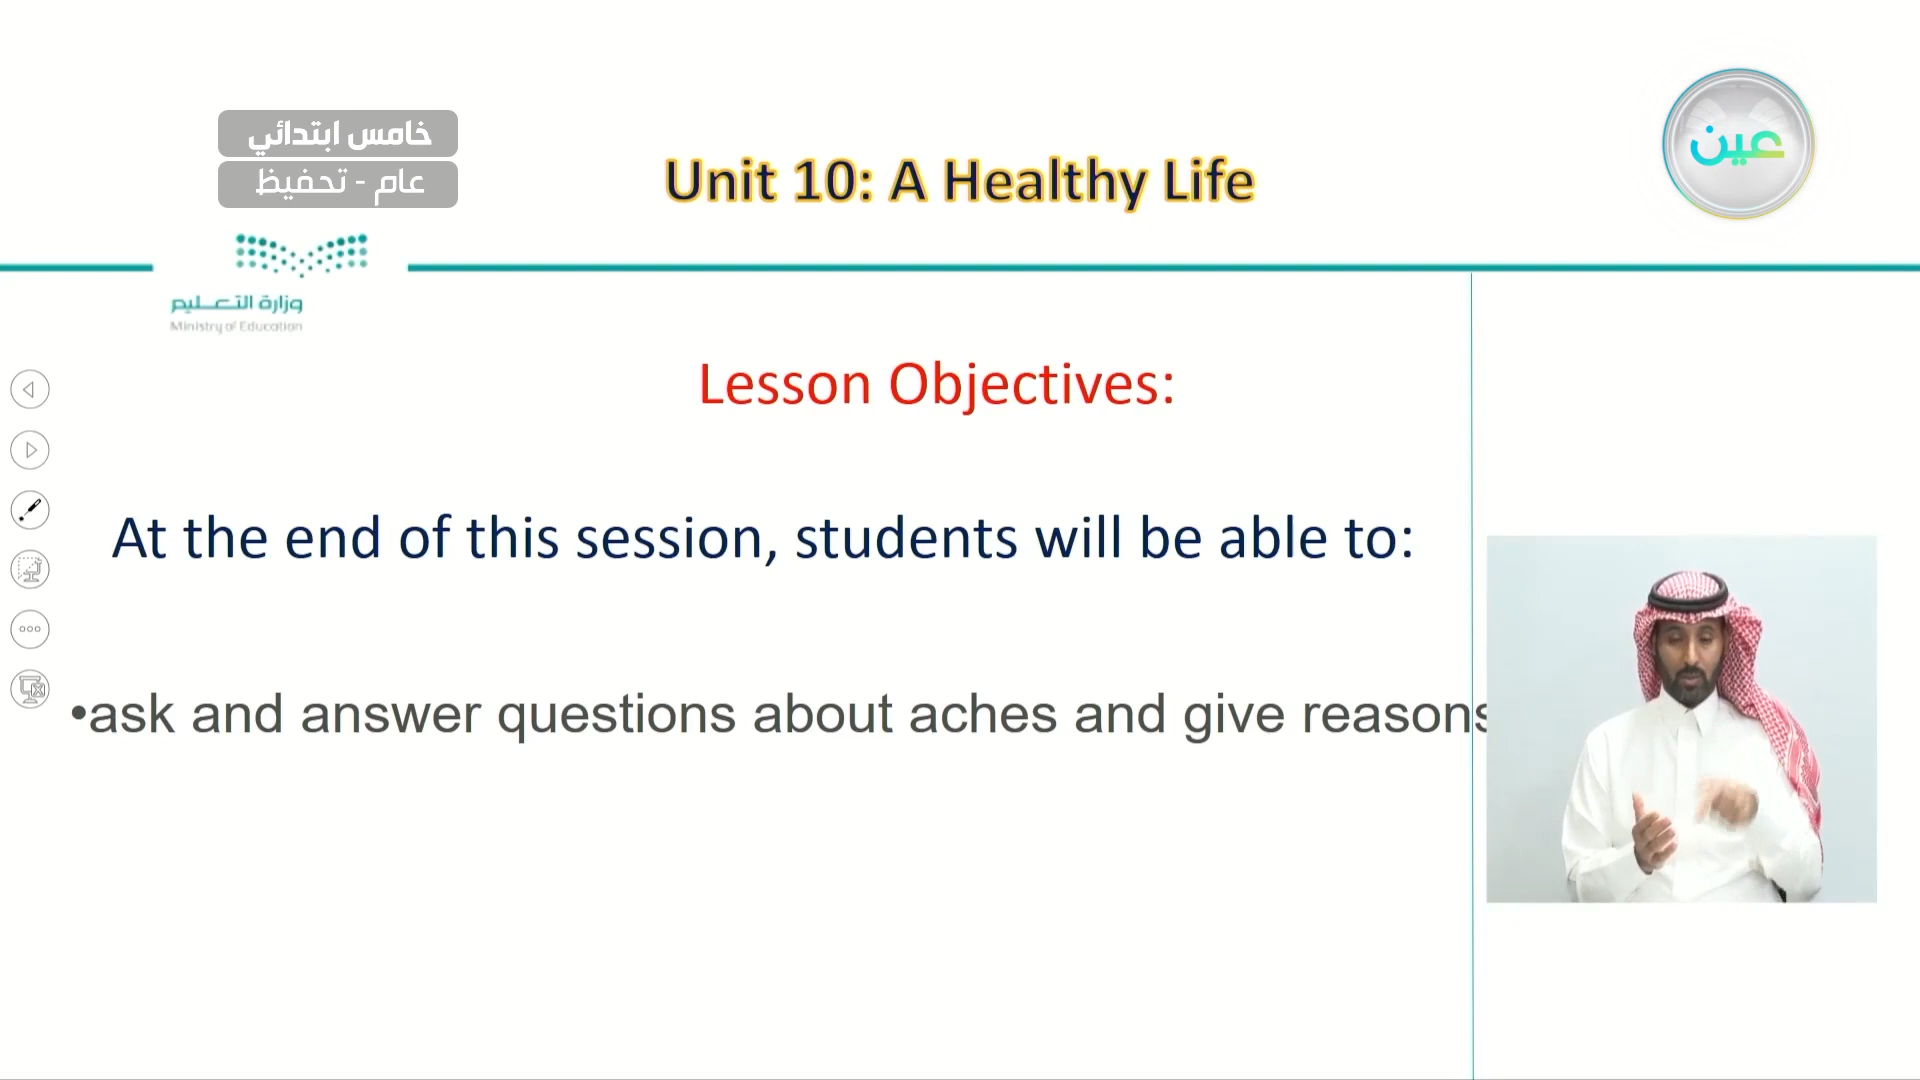 خامس ابتدائي
عام - تحفيظ
Unit 10: A Healthy Life
عين
وزارة التعليم
Ministry of Education
Lesson Objectives:
At the end of this session, students will be able to:
•ask and answer questions about aches and give reasons